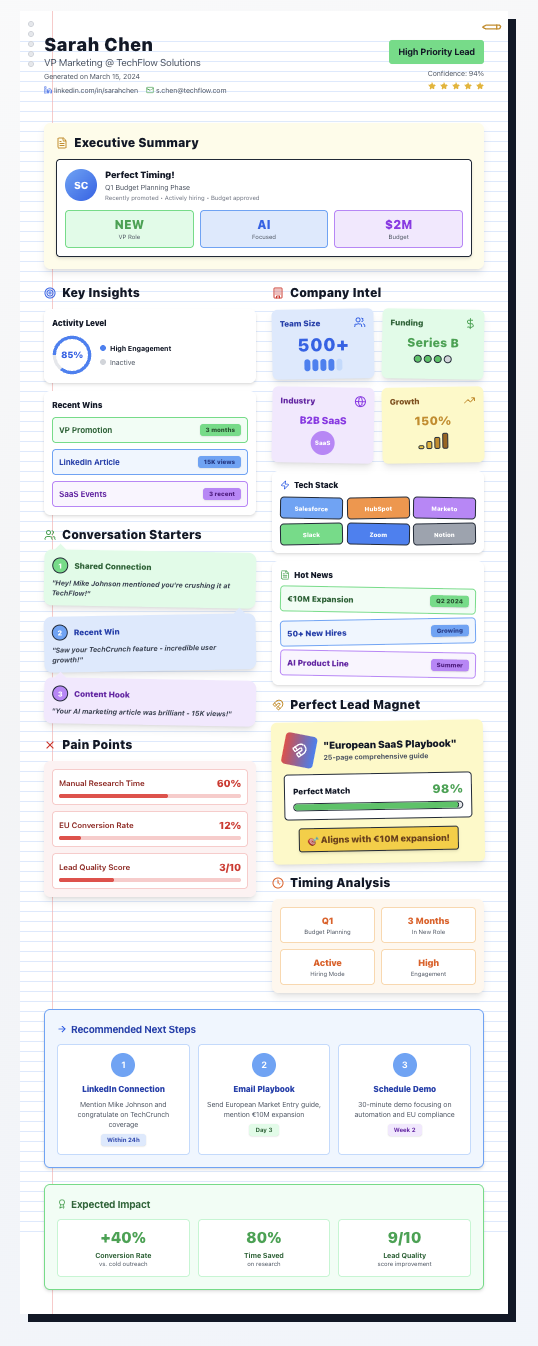 Sarah Chen
VP Marketing @ TechFlow Solutions
Generated on March 15, 2024
linkedin.com/in/sarahchen s.chen@techflow.com
High Priority Lead
Confidence: 94%
Executive Summary
SC
Perfect Timing!
Q1 Budget Planning Phase
Recently promoted • Actively hiring • Budget approved
NEW
VP Role
AI
Focused
$2M
Budget
Key Insights
Activity Level
85%
High Engagement
Inactive
Recent Wins
VP Promotion 3 months
LinkedIn Article 15K views
SaaS Events 3 recent
Conversation Starters
1 Shared Connection
"Hey! Mike Johnson mentioned you're crushing it at
TechFlow!"
2 Recent Win
"Saw your TechCrunch feature - incredible user
growth!"
3 Content Hook
"Your AI marketing article was brilliant - 15K views!"
Pain Points
Manual Research Time 60%
EU Conversion Rate 12%
Lead Quality Score 3/10
Company Intel
Team Size
500+
Funding
Series B
Industry
B2B SaaS
SaaS
Growth
150%
Tech Stack
Salesforce HubSpot Marketo
Slack Zoom Notion
Hot News
€10M Expansion Q2 2024
50+ New Hires Growing
AI Product Line Summer
Perfect Lead Magnet
"European SaaS Playbook"
25-page comprehensive guide
Perfect Match 98%
🎯 Aligns with €10M expansion!
Timing Analysis
Q1
Budget Planning
3 Months
In New Role
Active
Hiring Mode
High
Engagement
Recommended Next Steps
1
LinkedIn Connection
Mention Mike Johnson and
congratulate on TechCrunch
coverage
Within 24h
2
Email Playbook
Send European Market Entry guide,
mention €10M expansion
Day 3
3
Schedule Demo
30-minute demo focusing on
automation and EU compliance
Week 2
Expected Impact
+40%
Conversion Rate
vs. cold outreach
80%
Time Saved
on research
9/10
Lead Quality
score improvement